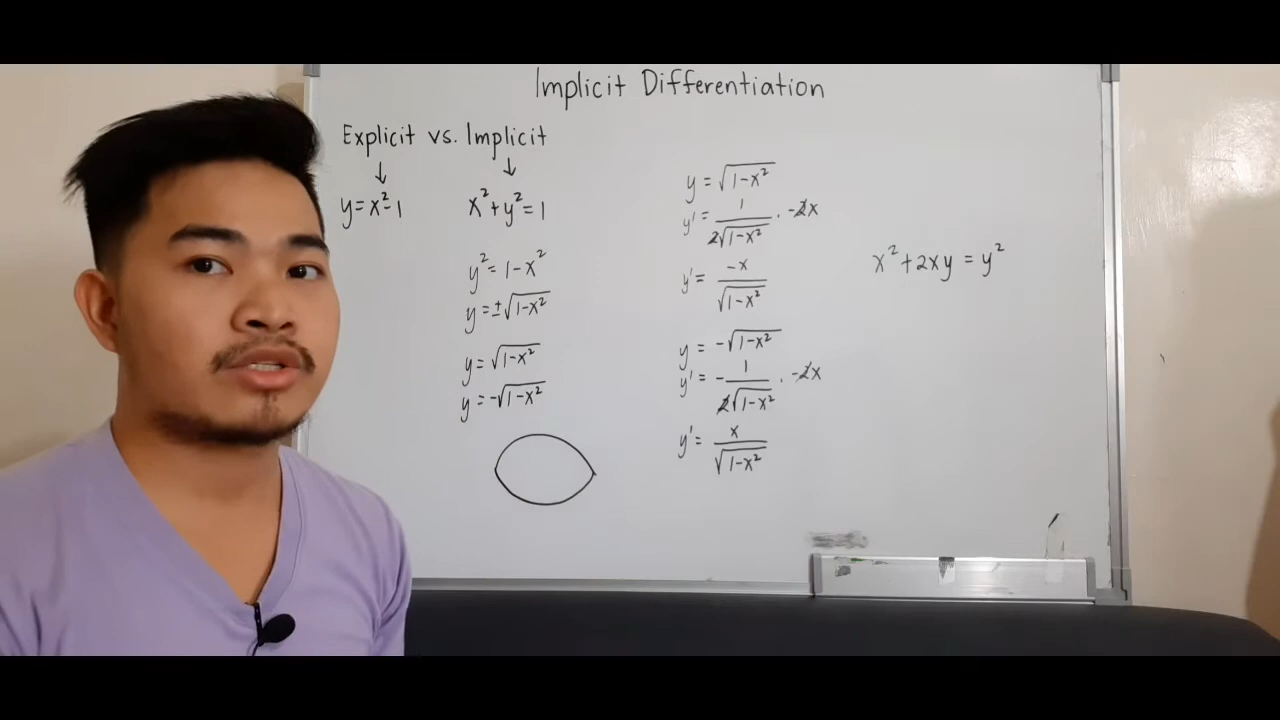 Implicit Differentiation
Explicit vs. Implicit
↓ ↓
y = x² - 1
x² + y² = 1
y² = 1 - x²
y = ±√(1-x²)
y = √(1-x²)
y = -√(1-x²)
y = √(1-x²)
y' = 1/(2√(1-x²)) · -2x
y' = -x/√(1-x²)
y = -√(1-x²)
y' = -1/(2√(1-x²)) · -2x
y' = x/√(1-x²)
x² + 2xy = y²